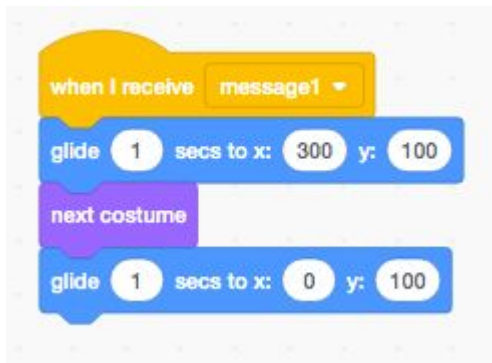 when I receive message1
glide 1 secs to x: 300 y: 100
next costume
glide 1 secs to x: 0 y: 100